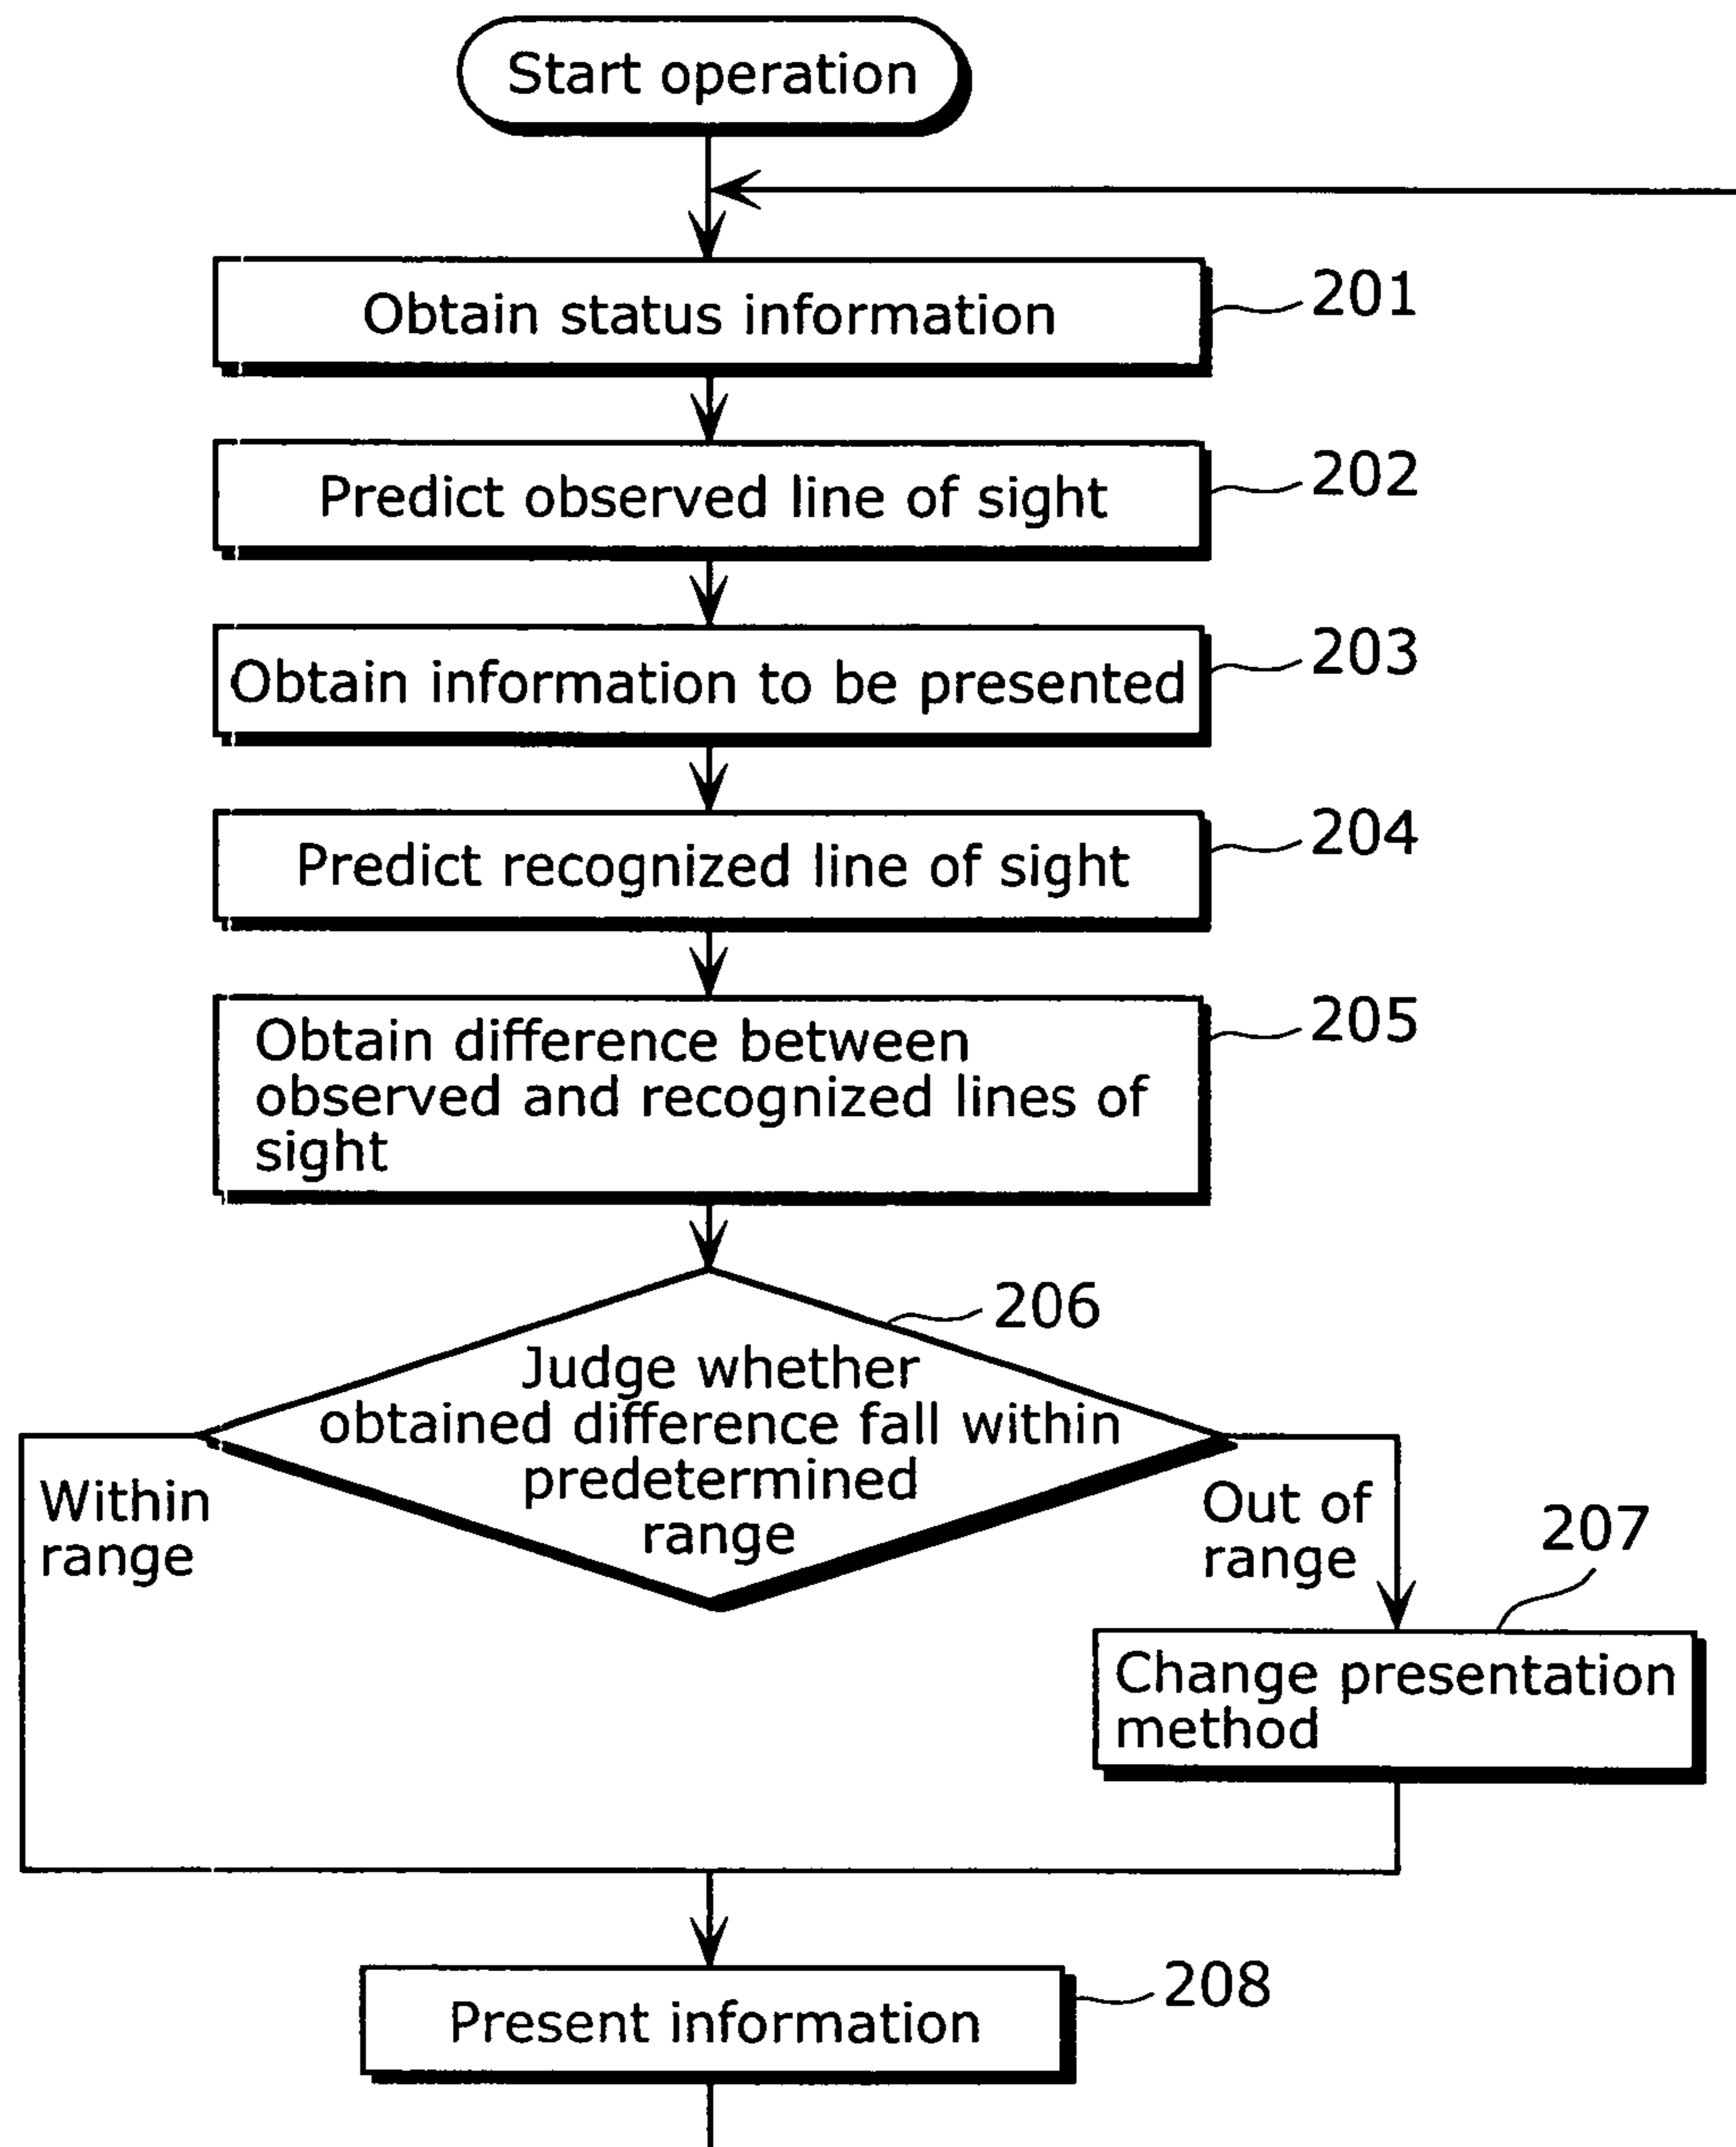 Start operation
Obtain status information
201
Predict observed line of sight
202
Obtain information to be presented
203
Predict recognized line of sight
204
Obtain difference between
observed and recognized lines of
sight
205
206
Judge whether
obtained difference fall within
predetermined
range
Within
range
Out of
range
207
Change presentation
method
Present information
208